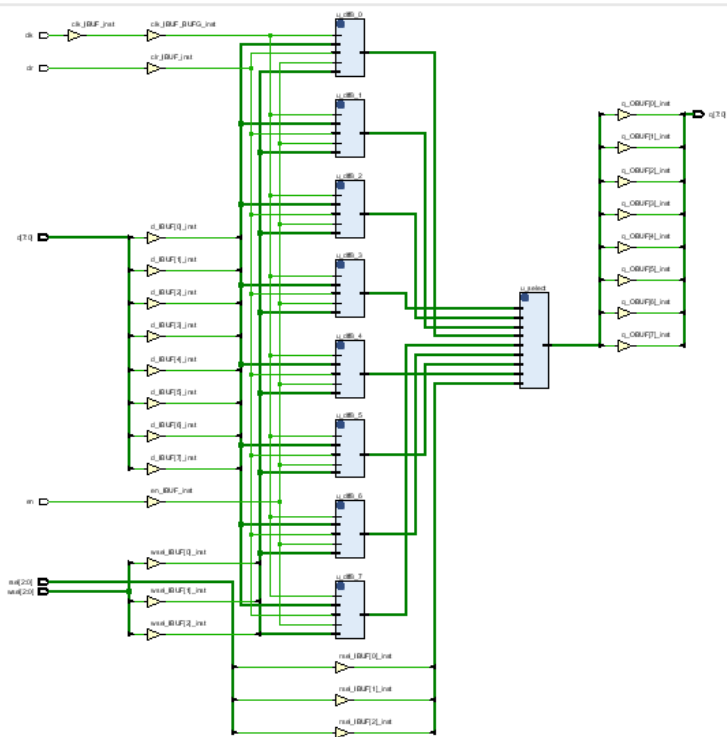 u_dff8_0
clk_IBUF_inst
clk_IBUF_BUFG_inst
clk
clr_IBUF_inst
clr
u_dff8_1
u_dff8_2
u_dff8_3
u_dff8_4
u_dff8_5
u_dff8_6
u_dff8_7
d[7:0]
d_IBUF[0]_inst
d_IBUF[1]_inst
d_IBUF[2]_inst
d_IBUF[3]_inst
d_IBUF[4]_inst
d_IBUF[5]_inst
d_IBUF[6]_inst
d_IBUF[7]_inst
en_IBUF_inst
en
wsel_IBUF[0]_inst
rsel[2:0]
wsel[2:0]
wsel_IBUF[1]_inst
wsel_IBUF[2]_inst
rsel_IBUF[0]_inst
rsel_IBUF[1]_inst
rsel_IBUF[2]_inst
u_select
q_OBUF[0]_inst
q[7:0]
q_OBUF[1]_inst
q_OBUF[2]_inst
q_OBUF[3]_inst
q_OBUF[4]_inst
q_OBUF[5]_inst
q_OBUF[6]_inst
q_OBUF[7]_inst